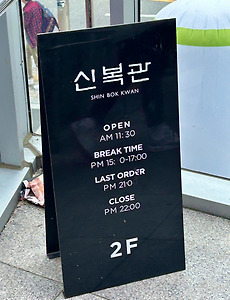 신복관
SHIN BOK KWAN
OPEN
AM 11:30
BREAK TIME
PM 15: 0-17:00
LAST ORDER
PM 21:0
CLOSE
PM 22:00
2F